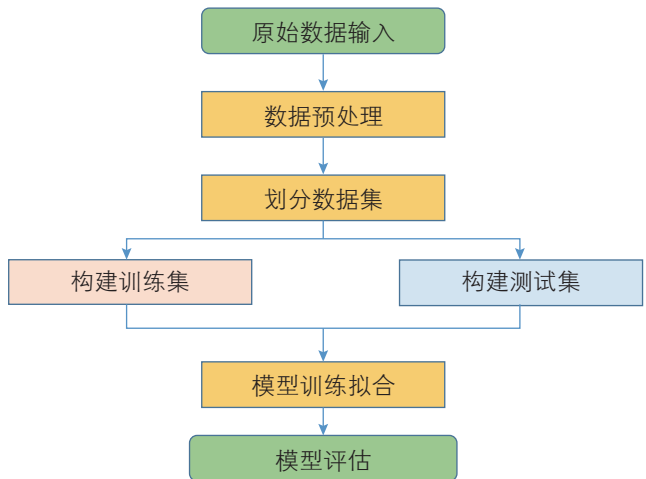 原始数据输入
数据预处理
划分数据集
构建训练集
构建测试集
模型训练拟合
模型评估